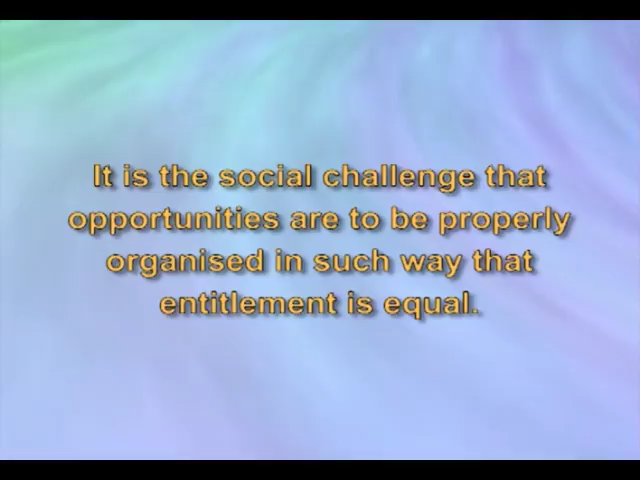 It is the social challenge that
opportunities are to be properly
organised in such way that
entitlement is equal.